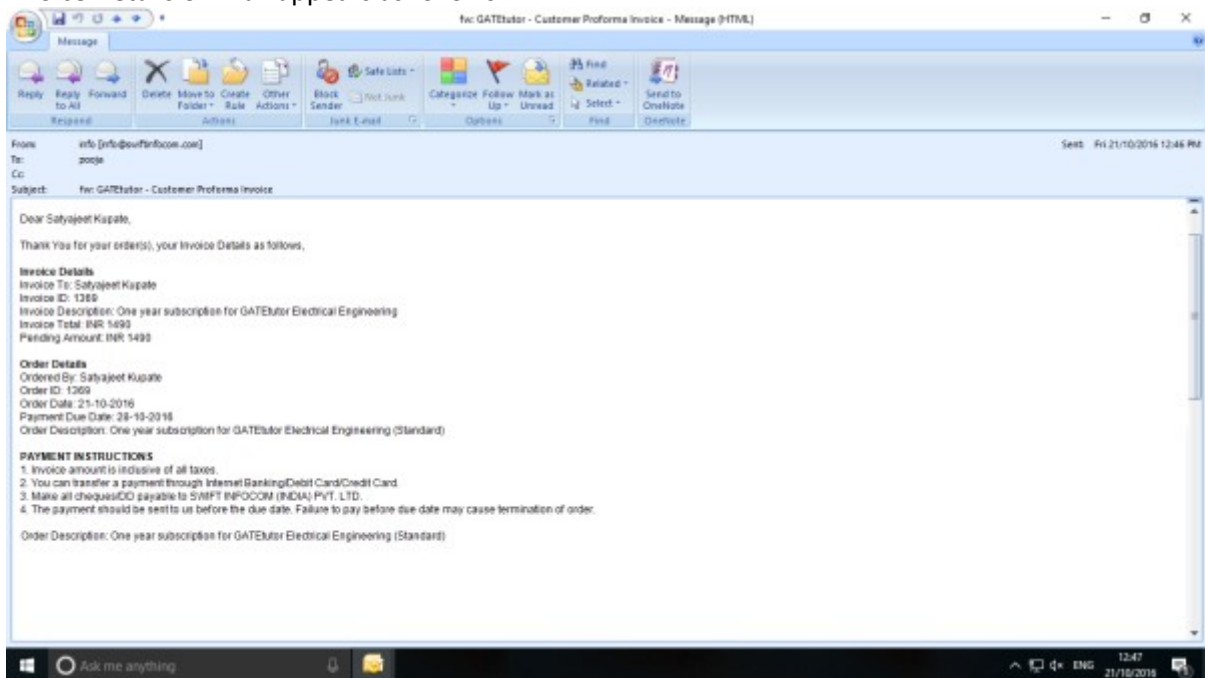 fw: GATEtutor - Customer Proforma Invoice - Message (HTML)
Message
Reply Reply to All Forward Delete Move to Folder Create Rule Other Actions Block Sender Safe Lists Not Junk Categorize Follow Up Mark as Unread Find Related Select Send to OneNote
Respond Actions Junk E-mail Options Find OneNote
From: info [info@swiftinfocom.com] Sent: Fri 21/10/2016 12:46 PM
To: pooja
Cc:
Subject: fw: GATEtutor - Customer Proforma Invoice
Dear Satyajeet Kupate,
Thank You for your order(s), your Invoice Details as follows,
Invoice Details
Invoice To: Satyajeet Kupate
Invoice ID: 1369
Invoice Description: One year subscription for GATEtutor Electrical Engineering
Invoice Total: INR 1490
Pending Amount: INR 1490
Order Details
Ordered By: Satyajeet Kupate
Order ID: 1369
Order Date: 21-10-2016
Payment Due Date: 28-10-2016
Order Description: One year subscription for GATEtutor Electrical Engineering (Standard)
PAYMENT INSTRUCTIONS
1. Invoice amount is inclusive of all taxes.
2. You can transfer a payment through Internet Banking/Debit Card/Credit Card.
3. Make all cheques/DD payable to SWIFT INFOCOM (INDIA) PVT. LTD.
4. The payment should be sent to us before the due date. Failure to pay before due date may cause termination of order.
Order Description: One year subscription for GATEtutor Electrical Engineering (Standard)
Ask me anything ENG 12:47
21/10/2016